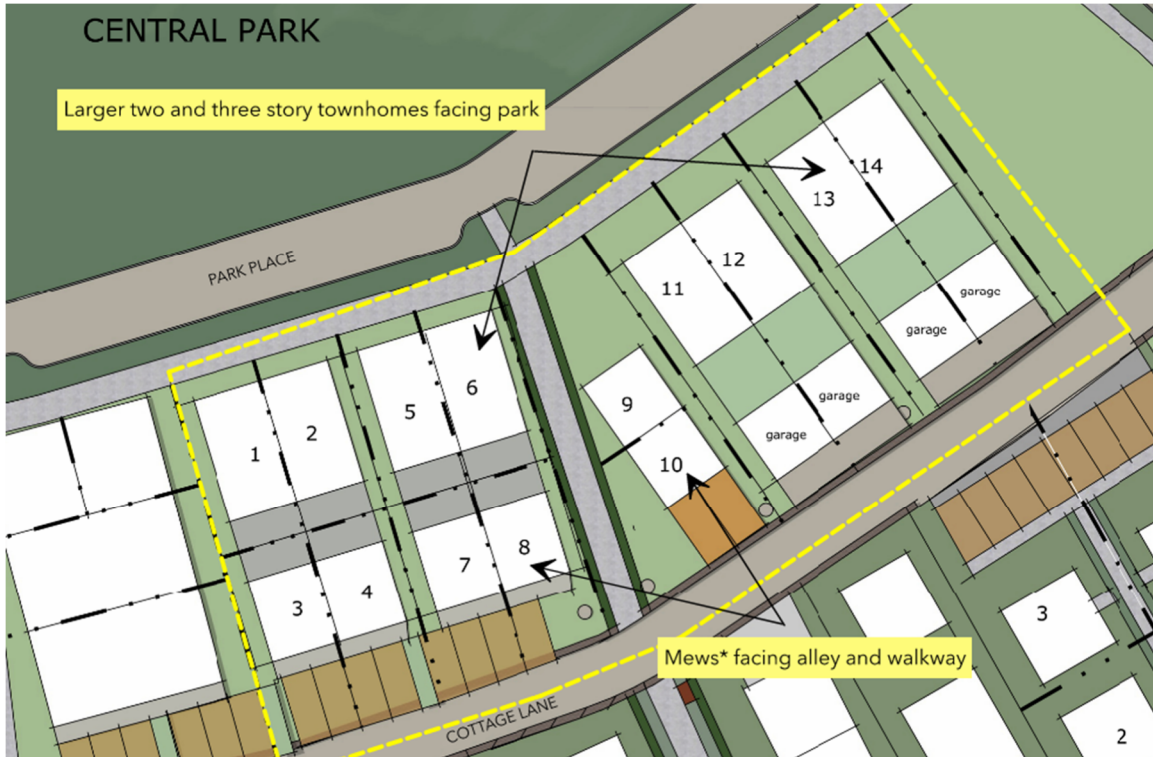 CENTRAL PARK
Larger two and three story townhomes facing park
PARK PLACE
14
13
12
11
garage
garage
garage
garage
6
5
2
1
9
10
8
7
4
3
3
Mews* facing alley and walkway
COTTAGE LANE
2